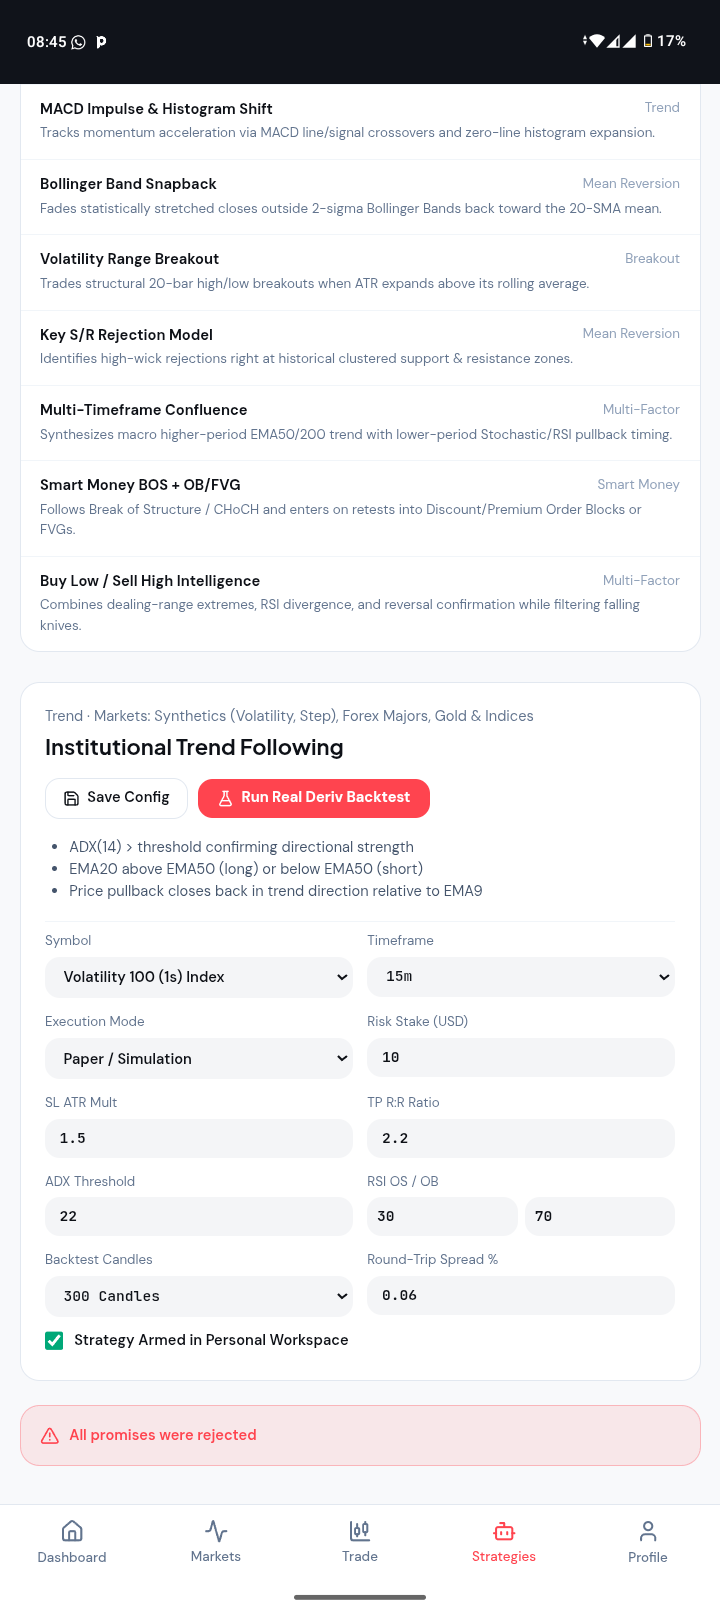 08:45
17%
MACD Impulse & Histogram Shift
Trend
Tracks momentum acceleration via MACD line/signal crossovers and zero-line histogram expansion.
Bollinger Band Snapback
Mean Reversion
Fades statistically stretched closes outside 2-sigma Bollinger Bands back toward the 20-SMA mean.
Volatility Range Breakout
Breakout
Trades structural 20-bar high/low breakouts when ATR expands above its rolling average.
Key S/R Rejection Model
Mean Reversion
Identifies high-wick rejections right at historical clustered support & resistance zones.
Multi-Timeframe Confluence
Multi-Factor
Synthesizes macro higher-period EMA50/200 trend with lower-period Stochastic/RSI pullback timing.
Smart Money BOS + OB/FVG
Smart Money
Follows Break of Structure / CHoCH and enters on retests into Discount/Premium Order Blocks or
FVGs.
Buy Low / Sell High Intelligence
Multi-Factor
Combines dealing-range extremes, RSI divergence, and reversal confirmation while filtering falling
knives.
Trend · Markets: Synthetics (Volatility, Step), Forex Majors, Gold & Indices
Institutional Trend Following
Save Config
Run Real Deriv Backtest
• ADX(14) > threshold confirming directional strength
• EMA20 above EMA50 (long) or below EMA50 (short)
• Price pullback closes back in trend direction relative to EMA9
Symbol
Timeframe
Volatility 100 (1s) Index
15m
Execution Mode
Risk Stake (USD)
Paper / Simulation
10
SL ATR Mult
TP R:R Ratio
1.5
2.2
ADX Threshold
RSI OS / OB
22
30
70
Backtest Candles
Round-Trip Spread %
300 Candles
0.06
Strategy Armed in Personal Workspace
All promises were rejected
Dashboard
Markets
Trade
Strategies
Profile